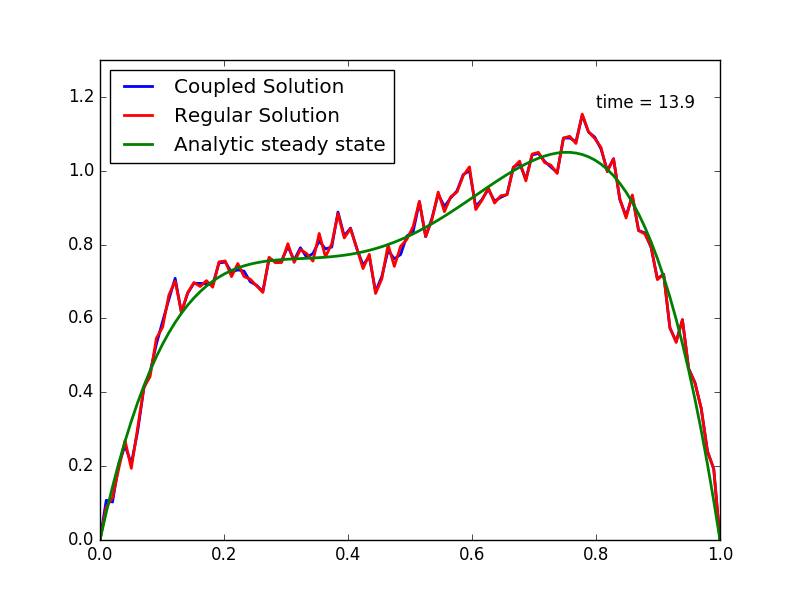 Coupled Solution
Regular Solution
Analytic steady state
time = 13.9
1.2
1.0
0.8
0.6
0.4
0.2
0.0
0.0 0.2 0.4 0.6 0.8 1.0